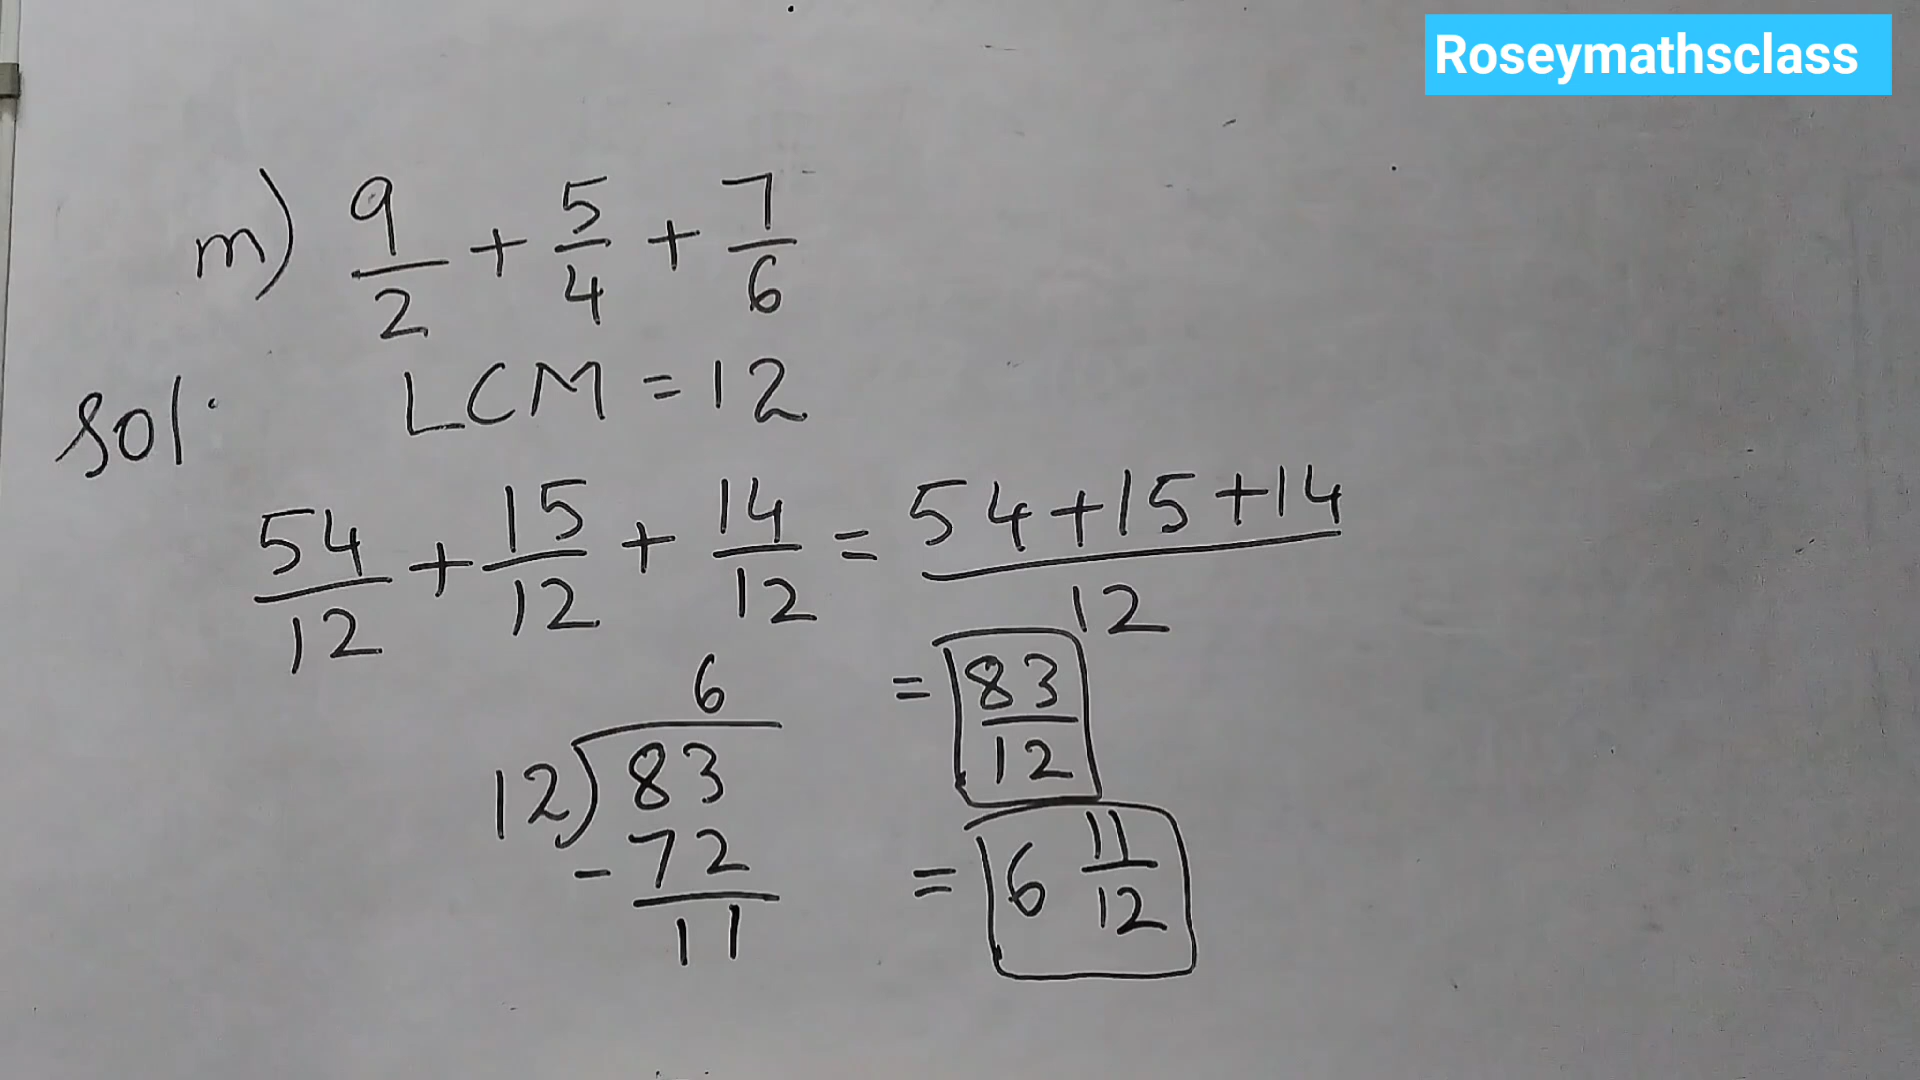 Roseymathsclass
m) 9/2 + 5/4 + 7/6
Sol. LCM = 12
54/12 + 15/12 + 14/12 = 54+15+14/12
= 83/12
6
12)83
-72
11
= 6 11/12